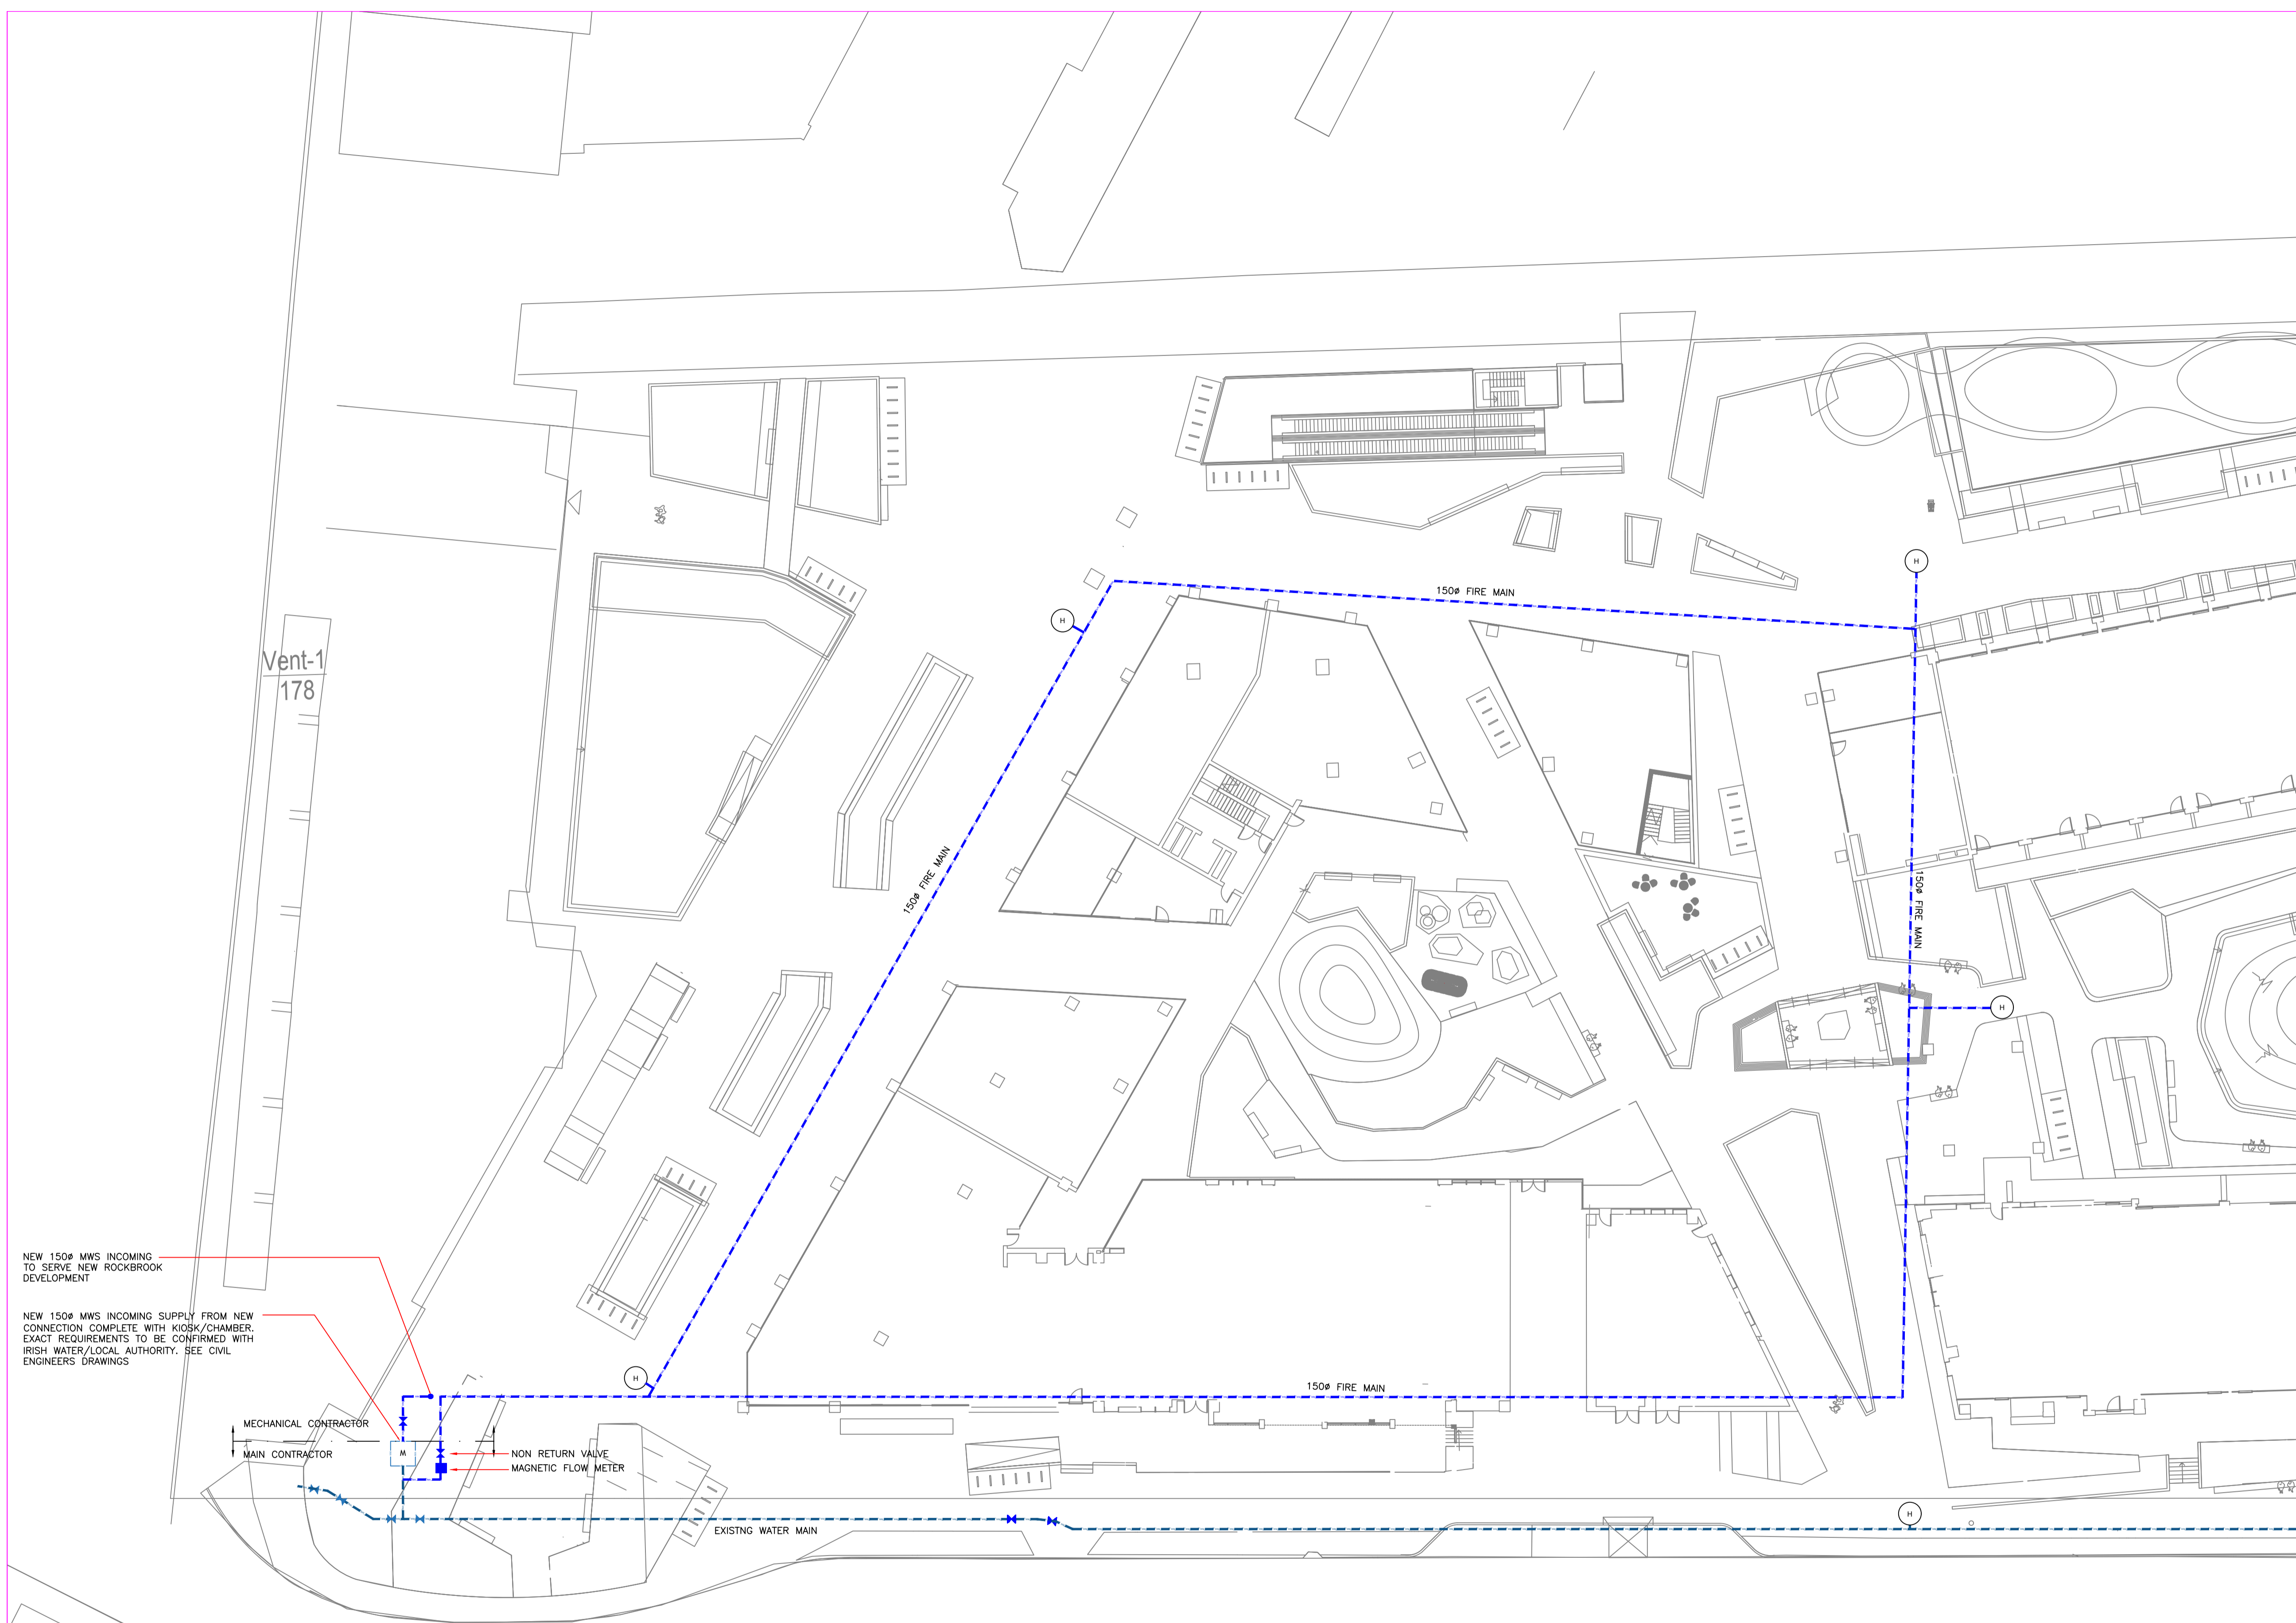 H
150ø FIRE MAIN
H
Vent-1
178
150ø FIRE MAIN
150ø FIRE MAIN
H
NEW 150ø MWS INCOMING
TO SERVE NEW ROCKBROOK
DEVELOPMENT
NEW 150ø MWS INCOMING SUPPLY FROM NEW
CONNECTION COMPLETE WITH KIOSK/CHAMBER.
EXACT REQUIREMENTS TO BE CONFIRMED WITH
IRISH WATER/LOCAL AUTHORITY. SEE CIVIL
ENGINEERS DRAWINGS
H
150ø FIRE MAIN
MECHANICAL CONTRACTOR
MAIN CONTRACTOR
M
NON RETURN VALVE
MAGNETIC FLOW METER
H
EXISTNG WATER MAIN